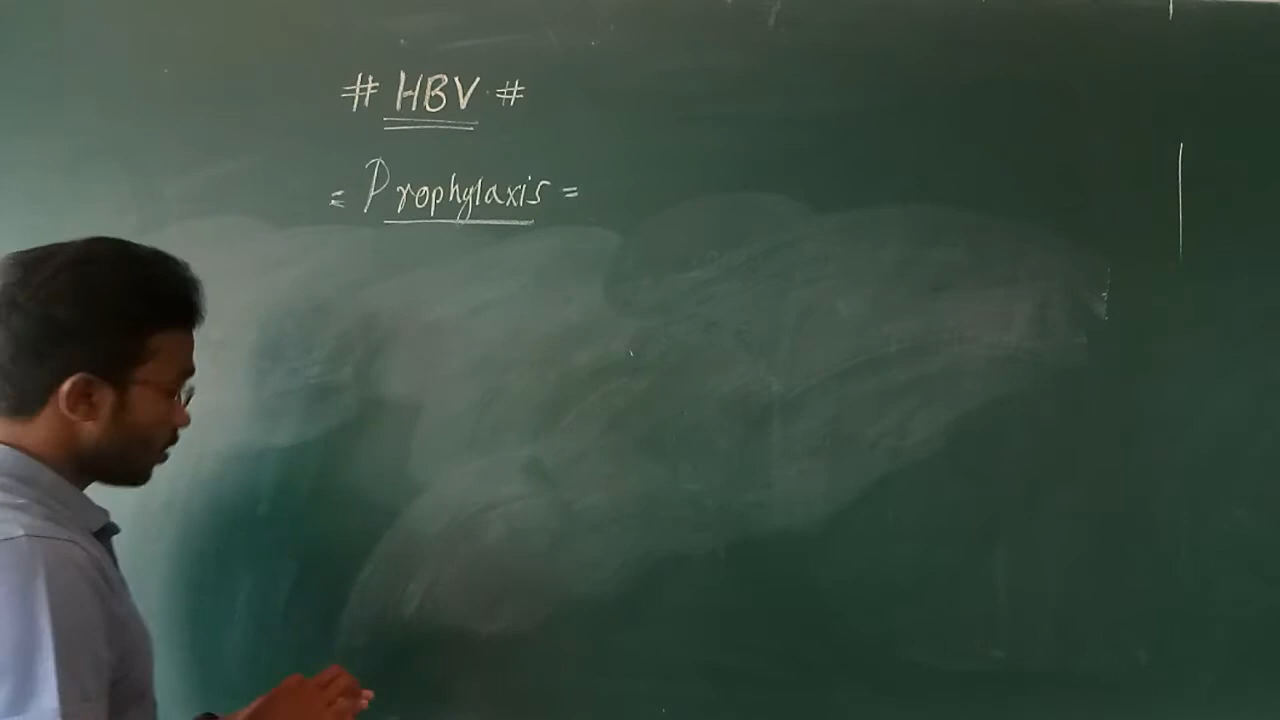 # HBV #
= Prophylaxis =